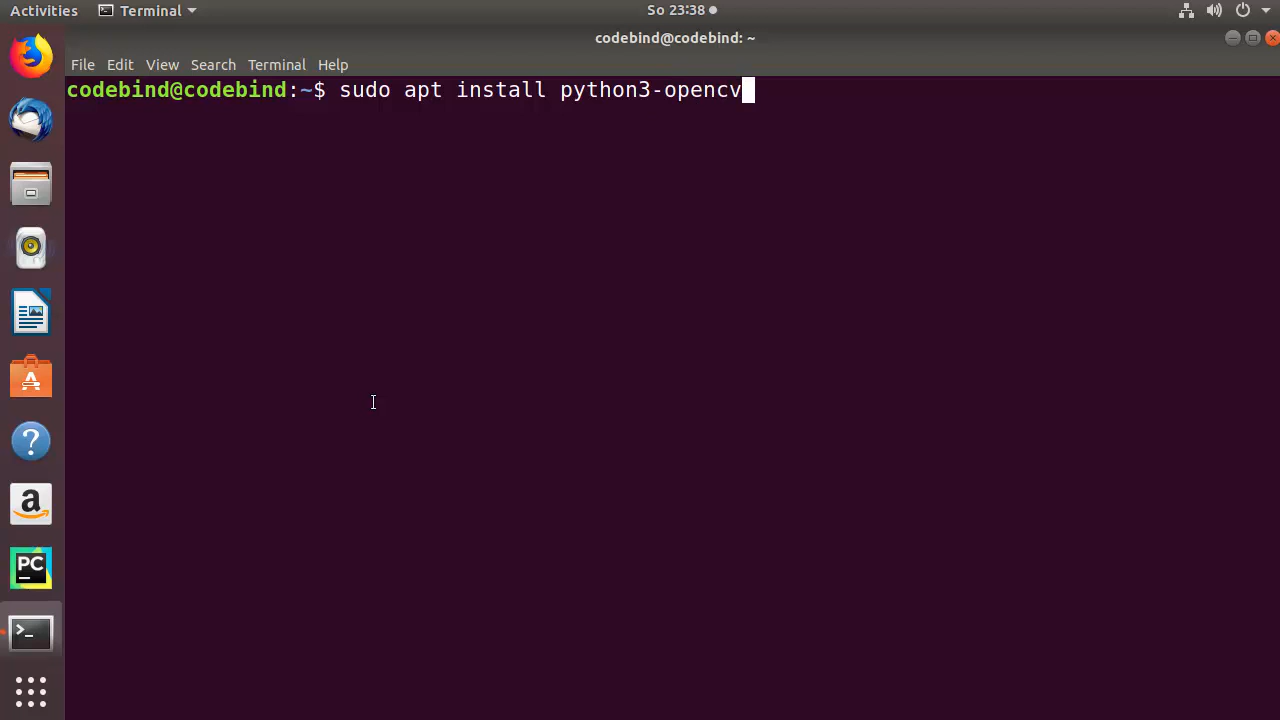 Activities Terminal So 23:38
codebind@codebind: ~
File Edit View Search Terminal Help
codebind@codebind:~$ sudo apt install python3-opencv
A
?
a
PC
>_